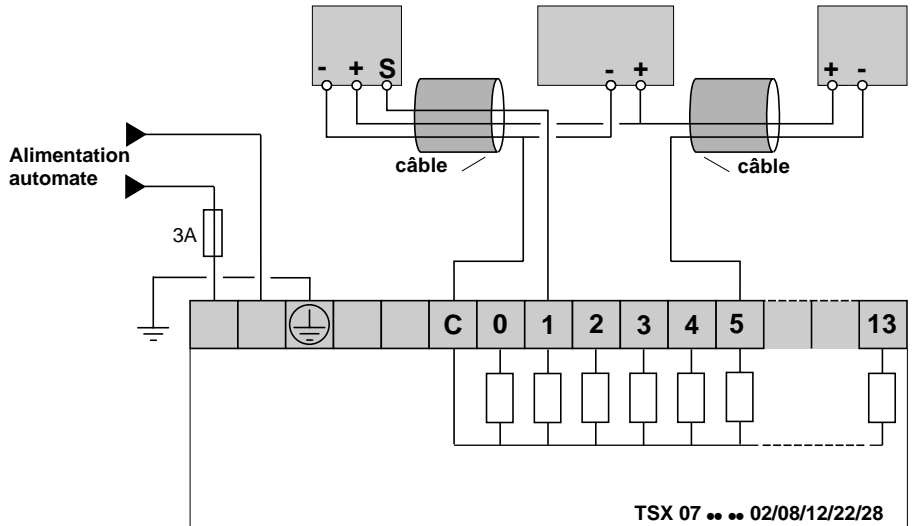 - + S
- +
+ -
Alimentation
automate
câble
câble
3A
C 0 1 2 3 4 5 13
TSX 07 •• •• 02/08/12/22/28